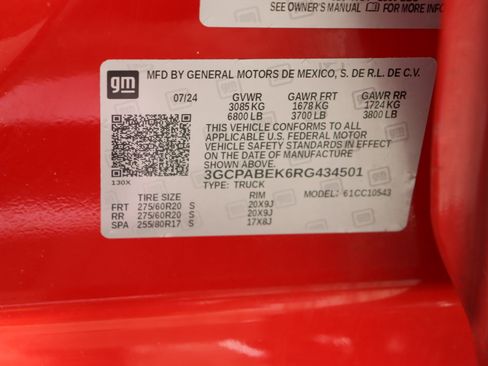 SEE OWNER'S MANUAL FOR MORE INFOR
gm
MFD BY GENERAL MOTORS DE MEXICO, S. DE R.L. DE C.V.
07/24 GVWR GAWR FRT GAWR RR
3085 KG 1678 KG 1724 KG
6800 LB 3700 LB 3800 LB
THIS VEHICLE CONFORMS TO ALL
APPLICABLE U.S. FEDERAL MOTOR
VEHICLE SAFETY STANDARDS IN EFFECT
ON THE DATE OF MANUFACTURE
SHOWN ABOVE.
3GCPABEK6RG434501
130X TYPE: TRUCK MODEL: 61CC10543
TIRE SIZE RIM
FRT 275/60R20 S 20X9J
RR 275/60R20 S 20X9J
SPA 255/80R17 S 17X8J